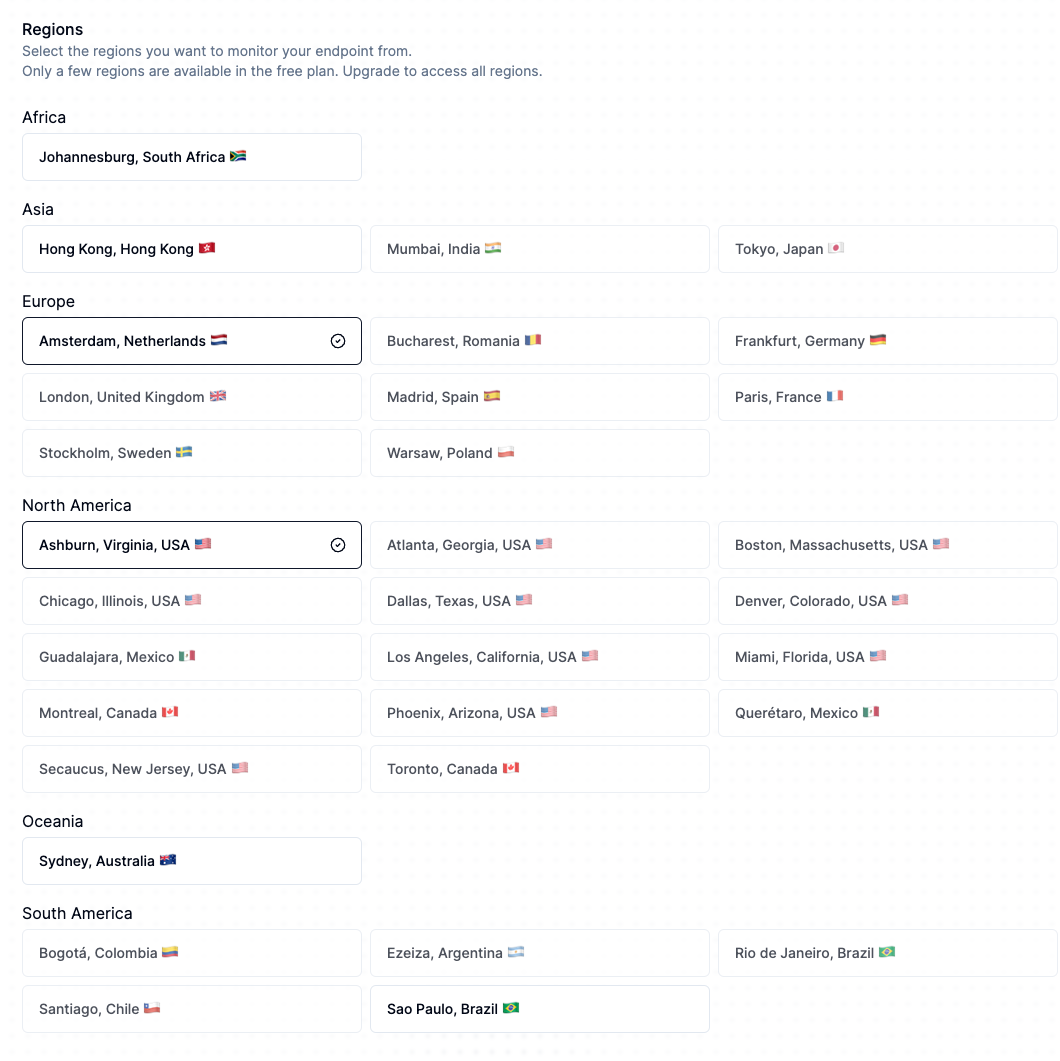 Regions
Select the regions you want to monitor your endpoint from.
Only a few regions are available in the free plan. Upgrade to access all regions.
Africa
Johannesburg, South Africa 🇿🇦
Asia
Hong Kong, Hong Kong 🇭🇰
Mumbai, India 🇮🇳
Tokyo, Japan 🇯🇵
Europe
Amsterdam, Netherlands 🇳🇱
Bucharest, Romania 🇷🇴
Frankfurt, Germany 🇩🇪
London, United Kingdom 🇬🇧
Madrid, Spain 🇪🇸
Paris, France 🇫🇷
Stockholm, Sweden 🇸🇪
Warsaw, Poland 🇵🇱
North America
Ashburn, Virginia, USA 🇺🇸
Atlanta, Georgia, USA 🇺🇸
Boston, Massachusetts, USA 🇺🇸
Chicago, Illinois, USA 🇺🇸
Dallas, Texas, USA 🇺🇸
Denver, Colorado, USA 🇺🇸
Guadalajara, Mexico 🇲🇽
Los Angeles, California, USA 🇺🇸
Miami, Florida, USA 🇺🇸
Montreal, Canada 🇨🇦
Phoenix, Arizona, USA 🇺🇸
Querétaro, Mexico 🇲🇽
Secaucus, New Jersey, USA 🇺🇸
Toronto, Canada 🇨🇦
Oceania
Sydney, Australia 🇦🇺
South America
Bogotá, Colombia 🇨🇴
Ezeiza, Argentina 🇦🇷
Rio de Janeiro, Brazil 🇧🇷
Santiago, Chile 🇨🇱
Sao Paulo, Brazil 🇧🇷